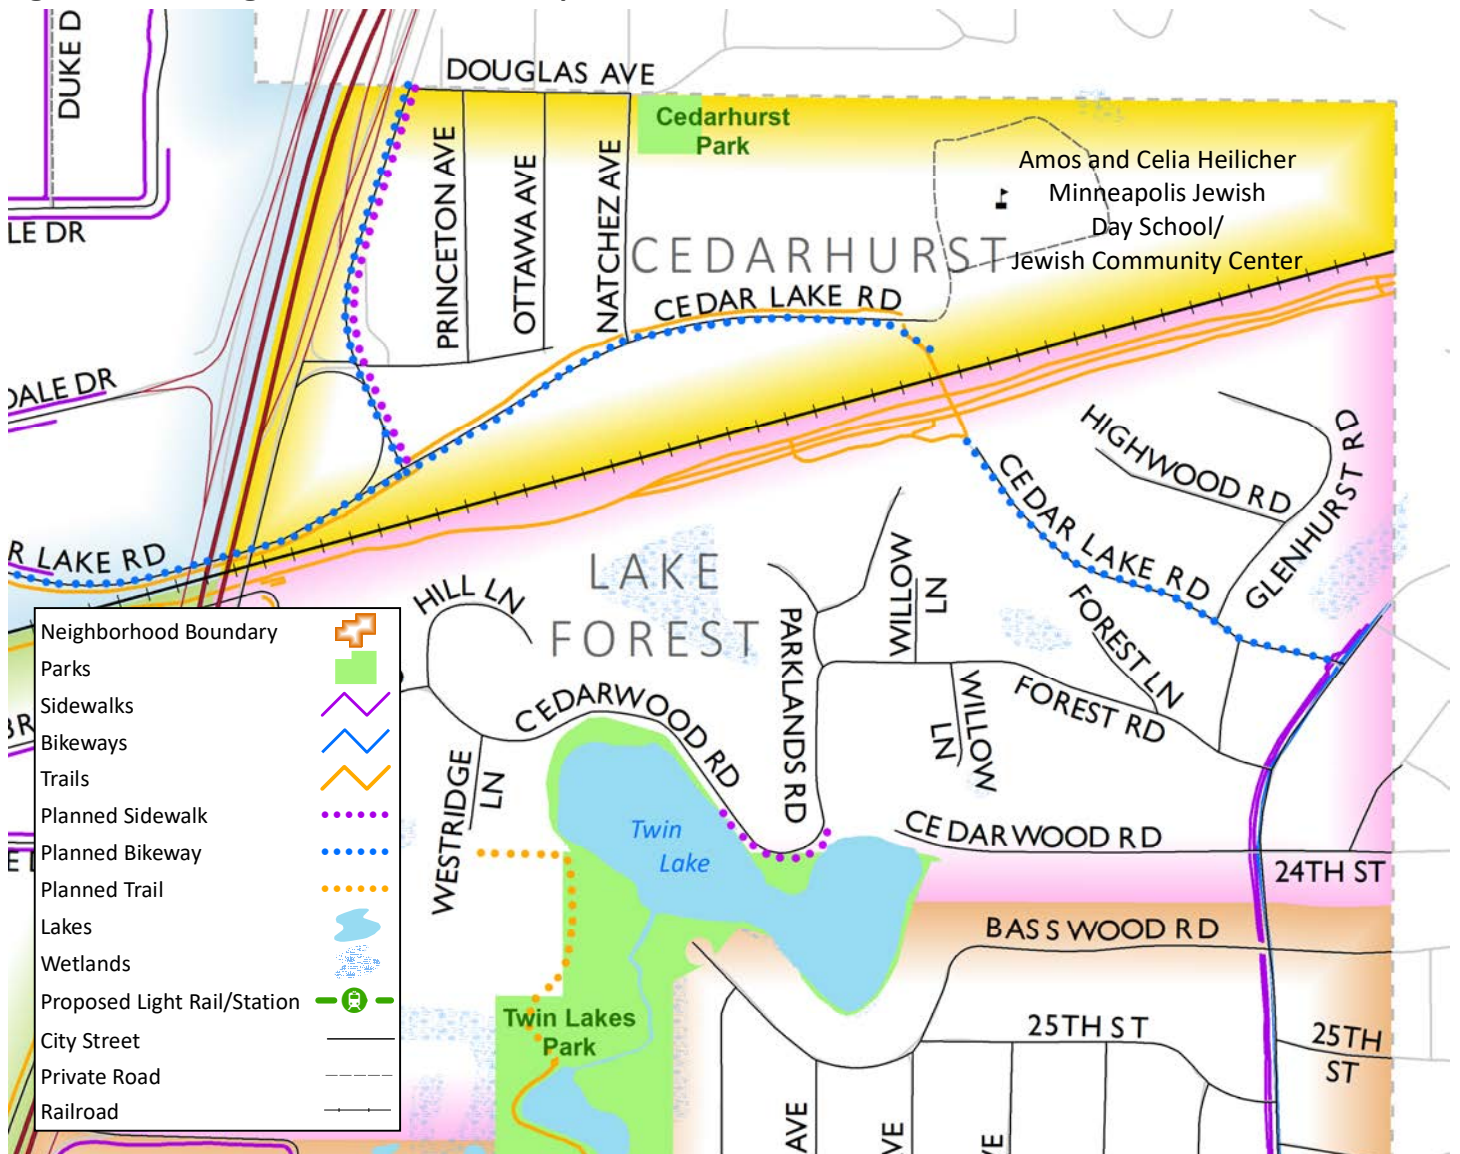 DUKE D
DOUGLAS AVE
Cedarhurst
Park
Amos and Celia Heilicher
Minneapolis Jewish
Day School/
Jewish Community Center
LE DR
PRINCETON AVE
OTTAWA AVE
NATCHEZ AVE
CEDARHURST
CEDAR LAKE RD
DALE DR
HIGHWOOD RD
GLENHURST RD
CEDAR LAKE RD
R LAKE RD
LAKE
FOREST
HILL LN
PARKLANDS RD
WILLOW
LN
FOREST LN
FOREST RD
WILLOW
LN
CEDARWOOD RD
WESTRIDGE
LN
Twin
Lake
CEDARWOOD RD
24TH ST
BASSWOOD RD
25TH ST
25TH
ST
Twin Lakes
Park
AVE
VE
VE
BR
Neighborhood Boundary
Parks
Sidewalks
Bikeways
Trails
Planned Sidewalk
Planned Bikeway
Planned Trail
Lakes
Wetlands
Proposed Light Rail/Station
City Street
Private Road
Railroad